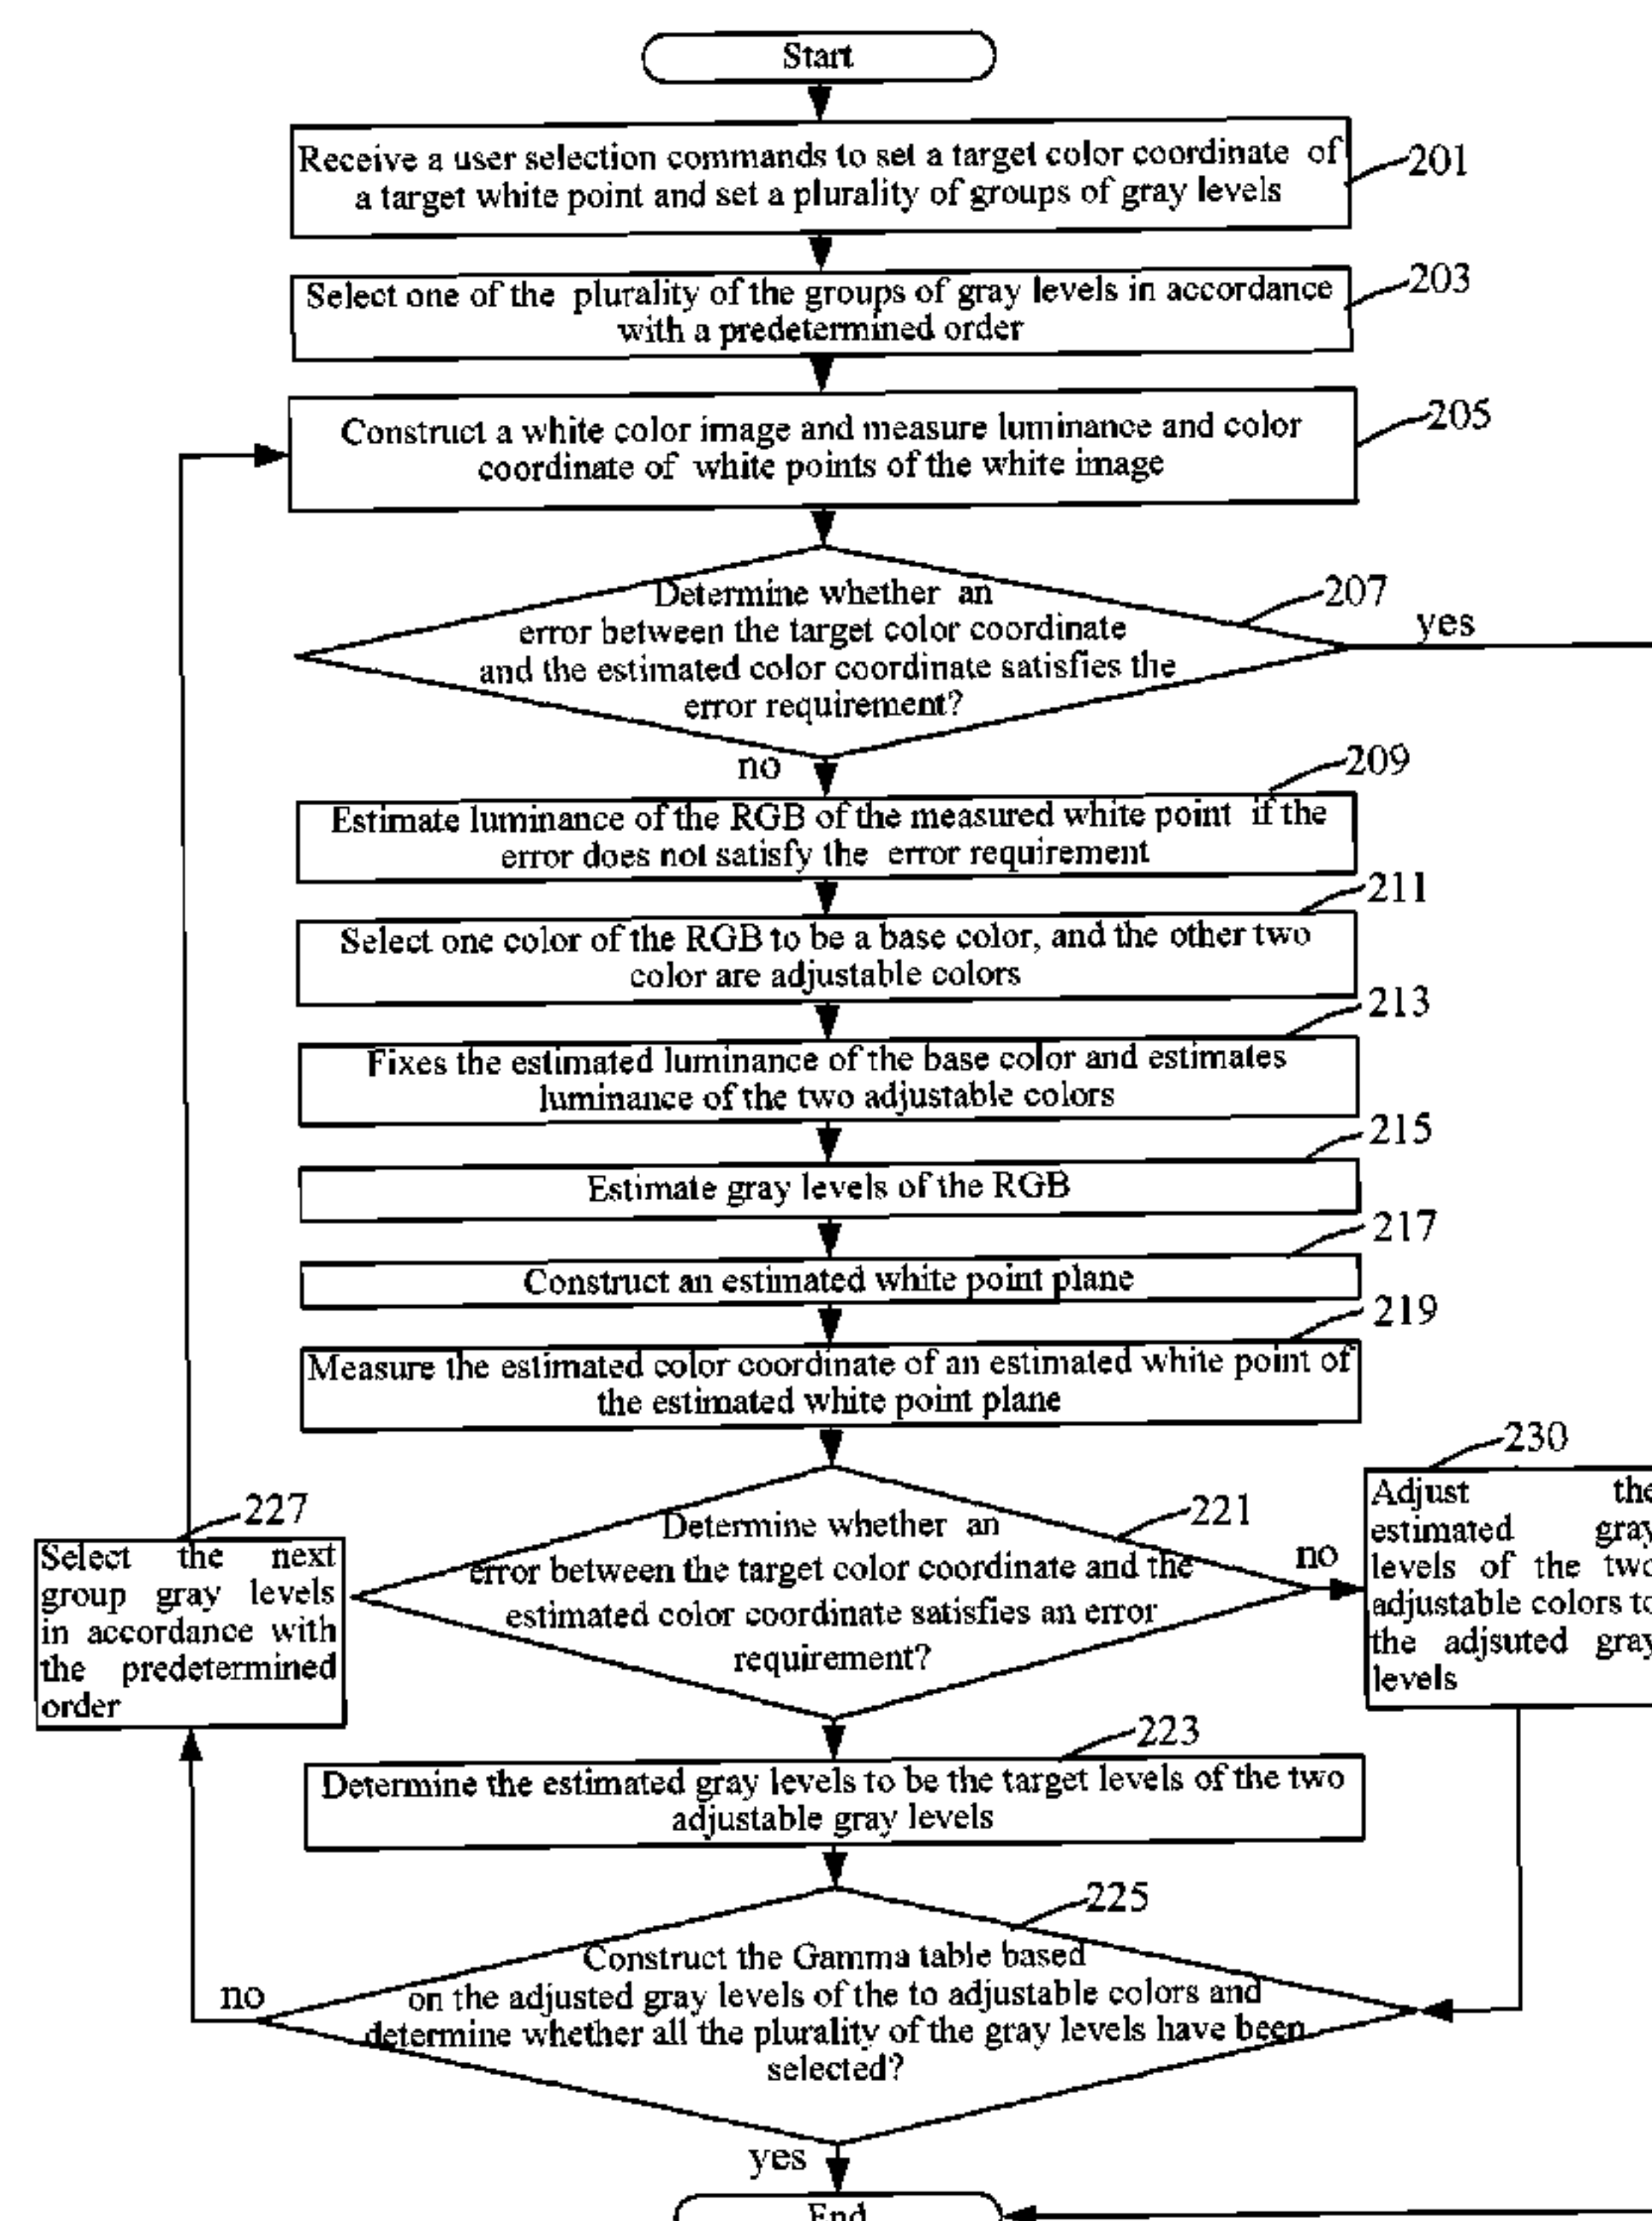 Start
Receive a user selection commands to set a target color coordinate of
a target white point and set a plurality of groups of gray levels
201
Select one of the plurality of the groups of gray levels in accordance
with a predetermined order
203
Construct a white color image and measure luminance and color
coordinate of white points of the white image
205
Determine whether an
error between the target color coordinate
and the estimated color coordinate satisfies the
error requirement?
207
yes
no
209
Estimate luminance of the RGB of the measured white point if the
error does not satisfy the error requirement
211
Select one color of the RGB to be a base color, and the other two
color are adjustable colors
213
Fixes the estimated luminance of the base color and estimates
luminance of the two adjustable colors
215
Estimate gray levels of the RGB
217
Construct an estimated white point plane
219
Measure the estimated color coordinate of an estimated white point of
the estimated white point plane
230
Adjust the
estimated gray
levels of the two
adjustable colors to
the adjsuted gray
levels
227
Select the next
group gray levels
in accordance with
the predetermined
order
221
Determine whether an
error between the target color coordinate and the
estimated color coordinate satisfies an error
requirement?
no
223
Determine the estimated gray levels to be the target levels of the two
adjustable gray levels
225
Construct the Gamma table based
on the adjusted gray levels of the to adjustable colors and
determine whether all the plurality of the gray levels have been
selected?
no
yes
End